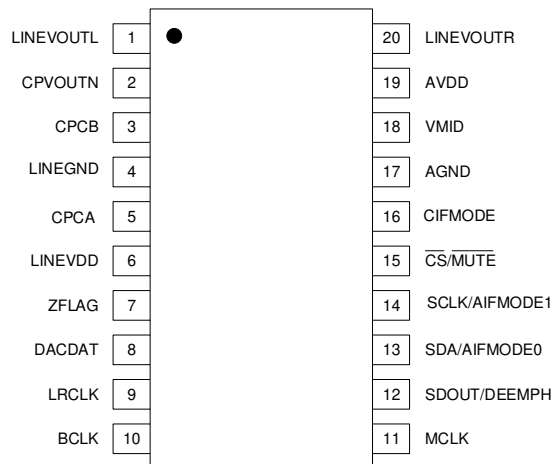 LINEVOUTL 1 20 LINEVOUTR
CPVOUTN 2 19 AVDD
CPCB 3 18 VMID
LINEGND 4 17 AGND
CPCA 5 16 CIFMODE
LINEVDD 6 15 C̅S̅/M̅U̅T̅E̅
ZFLAG 7 14 SCLK/AIFMODE1
DACDAT 8 13 SDA/AIFMODE0
LRCLK 9 12 SDOUT/DEEMPH
BCLK 10 11 MCLK